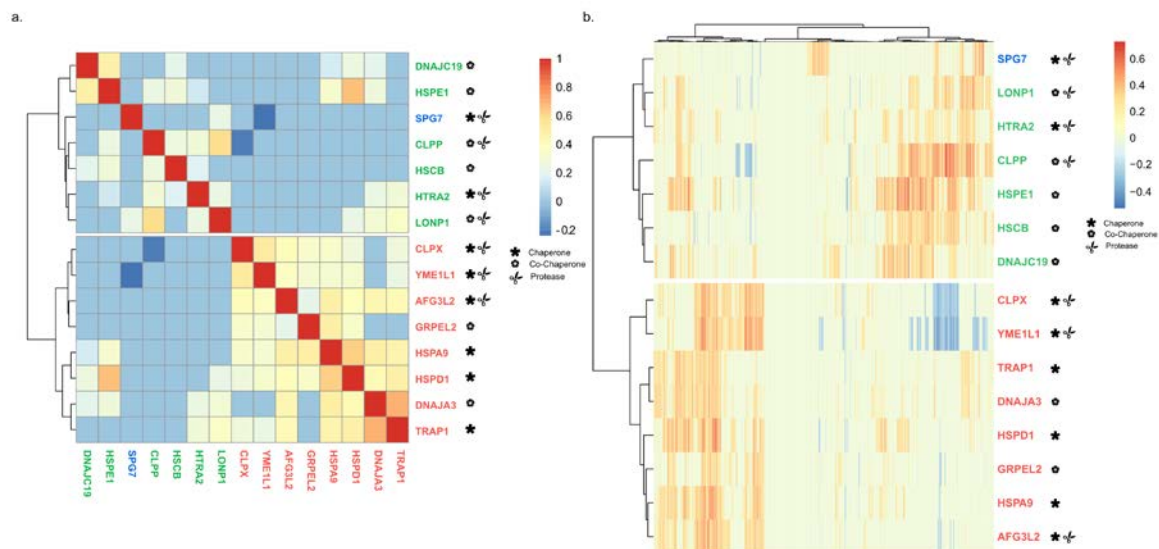 a.
DNAJC19
HSPE1
SPG7
CLPP
HSCB
HTRA2
LONP1
CLPX
YME1L1
AFG3L2
GRPEL2
HSPA9
HSPD1
DNAJA3
TRAP1
DNAJC19
HSPE1
SPG7
CLPP
HSCB
HTRA2
LONP1
CLPX
YME1L1
AFG3L2
GRPEL2
HSPA9
HSPD1
DNAJA3
TRAP1
1
0.8
0.6
0.4
0.2
0
-0.2
Chaperone
Co-Chaperone
Protease
b.
SPG7
LONP1
HTRA2
CLPP
HSPE1
HSCB
DNAJC19
CLPX
YME1L1
TRAP1
DNAJA3
HSPD1
GRPEL2
HSPA9
AFG3L2
0.6
0.4
0.2
0
-0.2
-0.4
Chaperone
Co-Chaperone
Protease